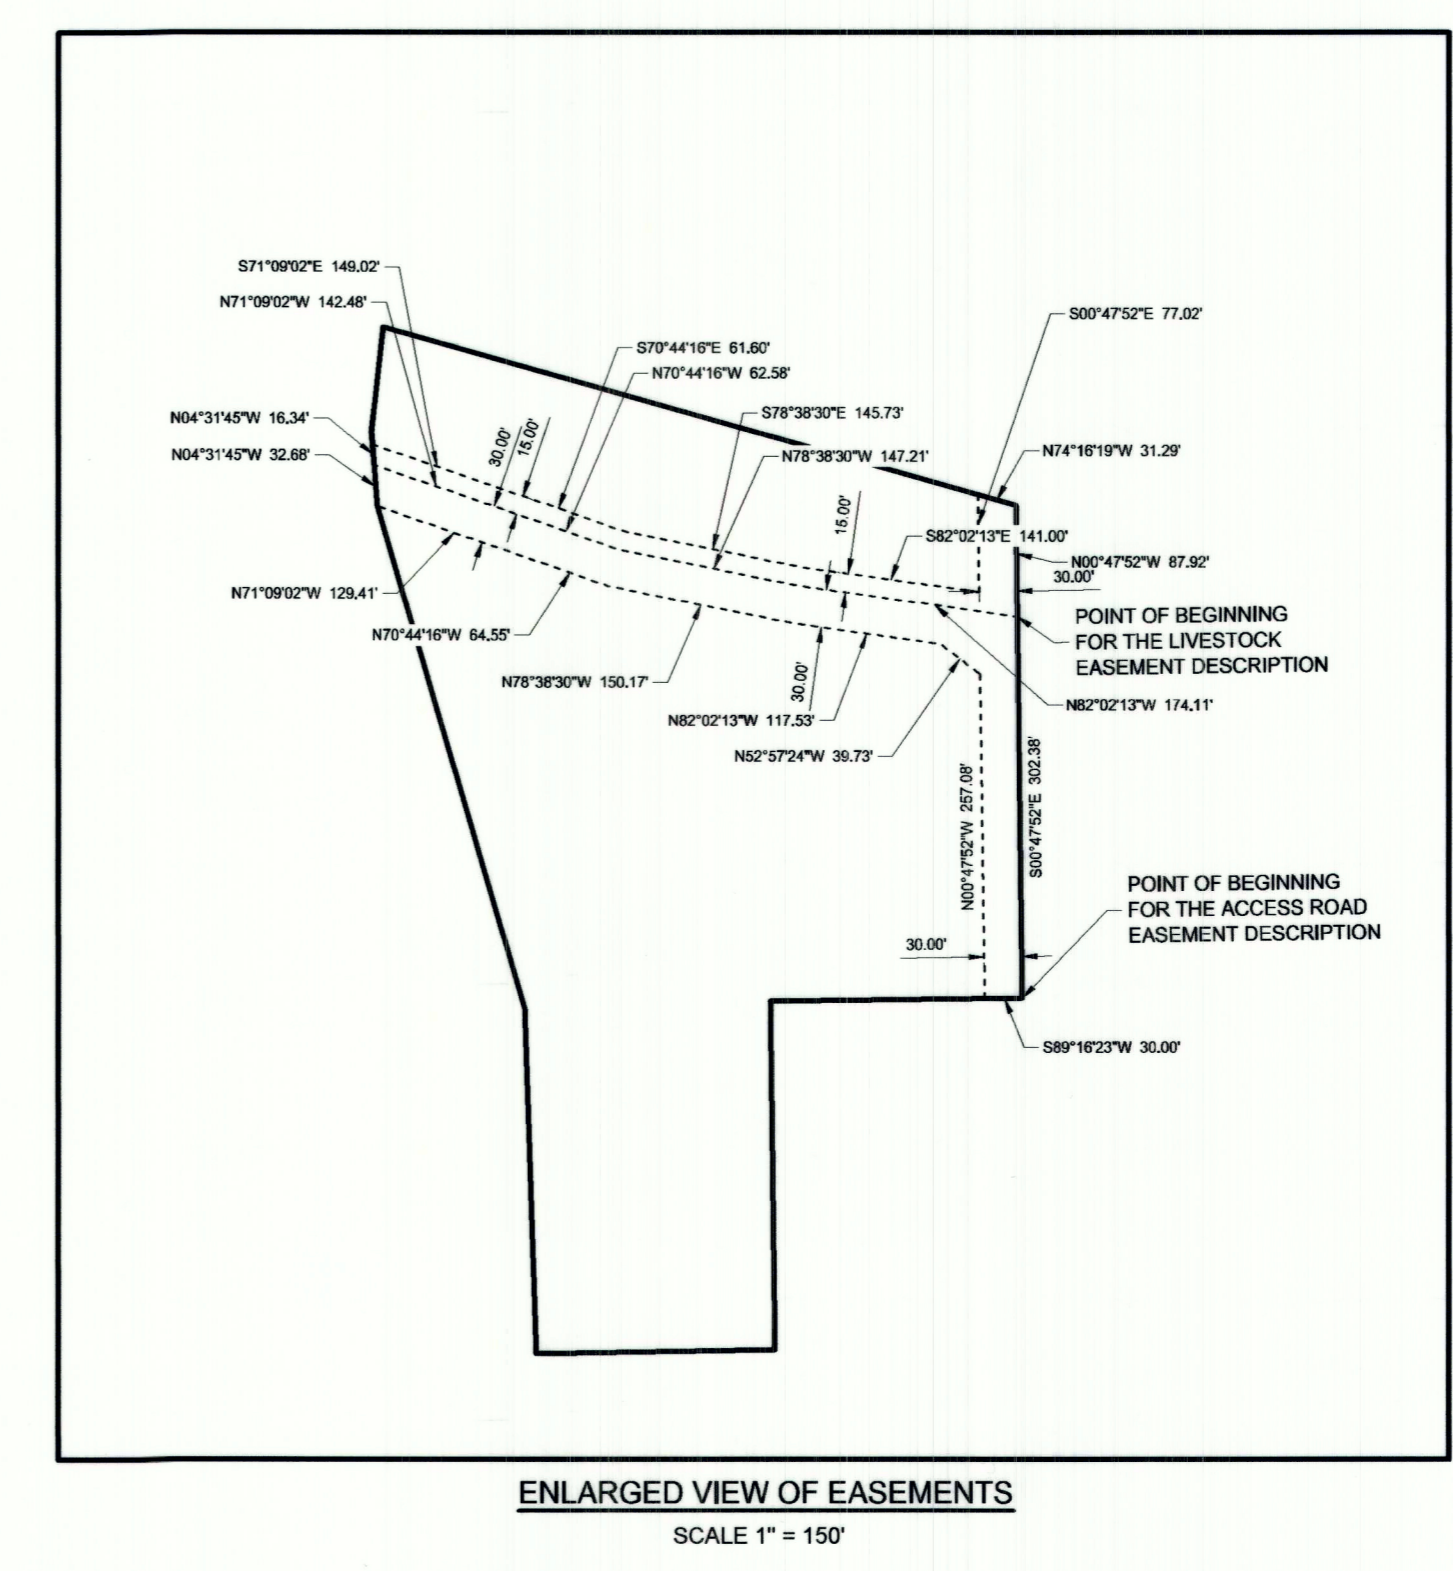 S71°09'02"E 149.02'
N71°09'02"W 142.48'
S00°47'52"E 77.02'
S70°44'16"E 61.60'
N70°44'16"W 62.58'
S78°38'30"E 145.73'
N04°31'45"W 16.34'
N04°31'45"W 32.68'
30.00'
15.00'
N78°38'30"W 147.21'
N74°16'19"W 31.29'
15.00'
S82°02'13"E 141.00'
N00°47'52"W 87.92'
30.00'
N71°09'02"W 129.41'
POINT OF BEGINNING
FOR THE LIVESTOCK
EASEMENT DESCRIPTION
N70°44'16"W 64.55'
N78°38'30"W 150.17'
30.00'
N82°02'13"W 174.11'
N82°02'13"W 117.53'
N52°57'24"W 39.73'
N00°47'52"W 257.08'
S00°47'52"E 302.38'
POINT OF BEGINNING
FOR THE ACCESS ROAD
EASEMENT DESCRIPTION
30.00'
S89°16'23"W 30.00'
ENLARGED VIEW OF EASEMENTS
SCALE 1" = 150'